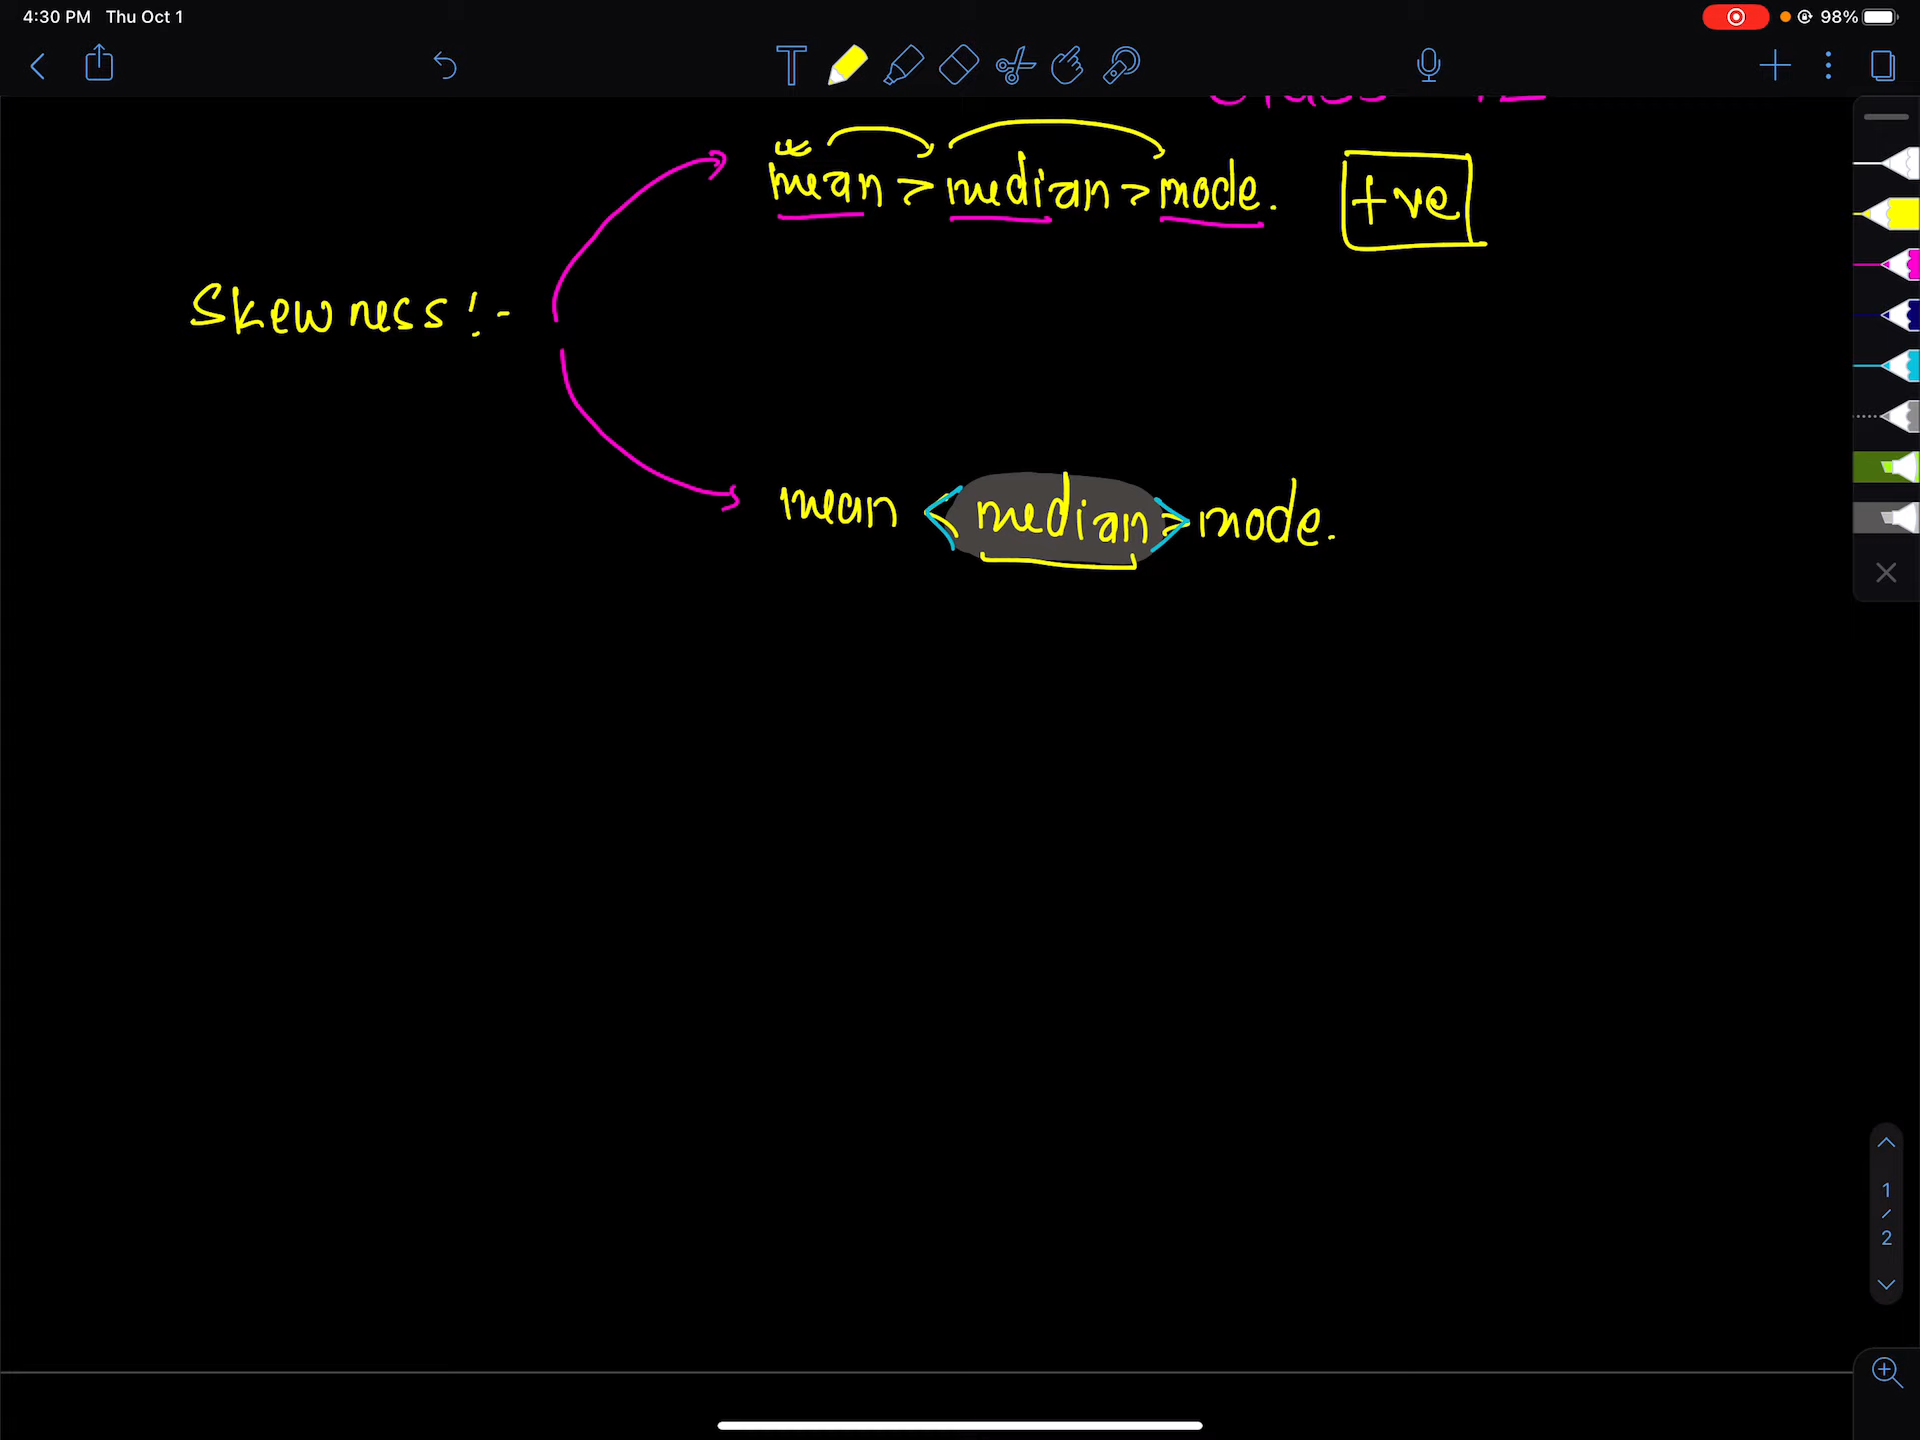 4:30 PM Thu Oct 1
98%
mean > median > mode. +ve
Skewness :-
mean < median > mode.
1
/
2